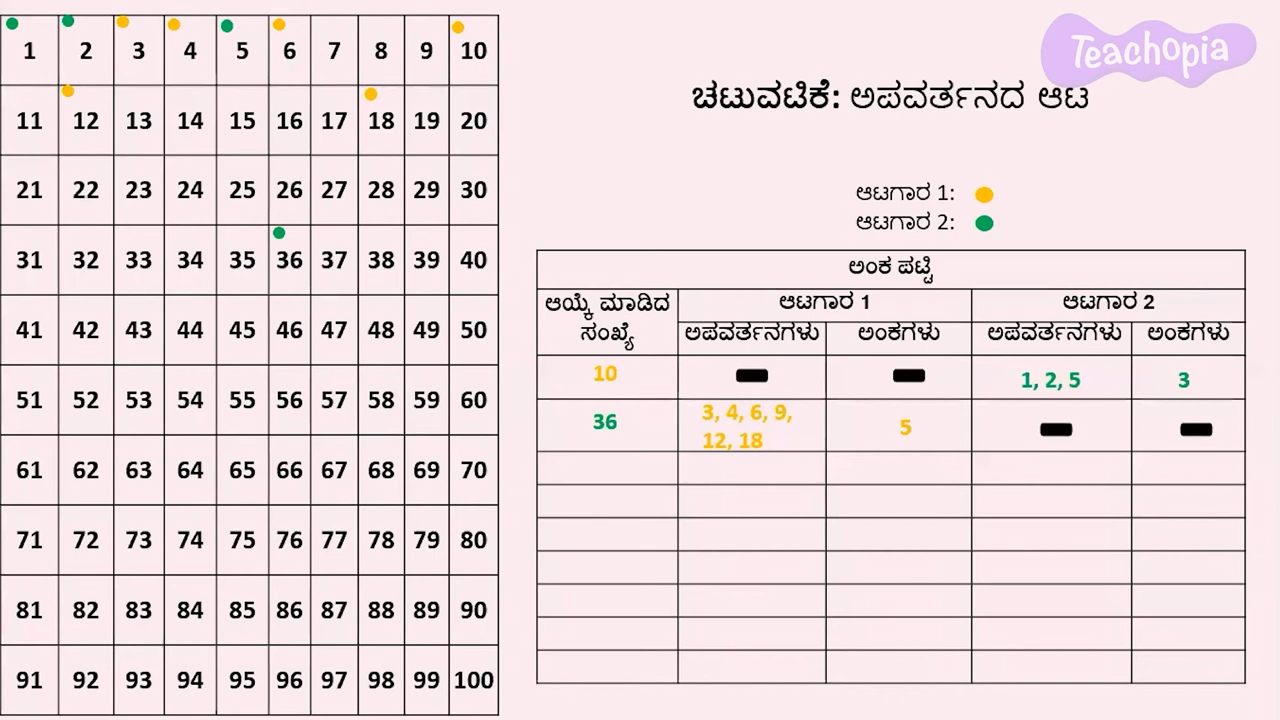 1 2 3 4 5 6 7 8 9 10
11 12 13 14 15 16 17 18 19 20
21 22 23 24 25 26 27 28 29 30
31 32 33 34 35 36 37 38 39 40
41 42 43 44 45 46 47 48 49 50
51 52 53 54 55 56 57 58 59 60
61 62 63 64 65 66 67 68 69 70
71 72 73 74 75 76 77 78 79 80
81 82 83 84 85 86 87 88 89 90
91 92 93 94 95 96 97 98 99 100
Teachopia
ಚಟುವಟಿಕೆ: ಅಪವರ್ತನದ ಆಟ
ಆಟಗಾರ 1:
ಆಟಗಾರ 2:
ಅಂಕ ಪಟ್ಟಿ
ಆಯ್ಕೆ ಮಾಡಿದ ಸಂಖ್ಯೆ ಆಟಗಾರ 1 ಆಟಗಾರ 2
ಅಪವರ್ತನಗಳು ಅಂಕಗಳು ಅಪವರ್ತನಗಳು ಅಂಕಗಳು
10 1, 2, 5 3
36 3, 4, 6, 9, 5
12, 18